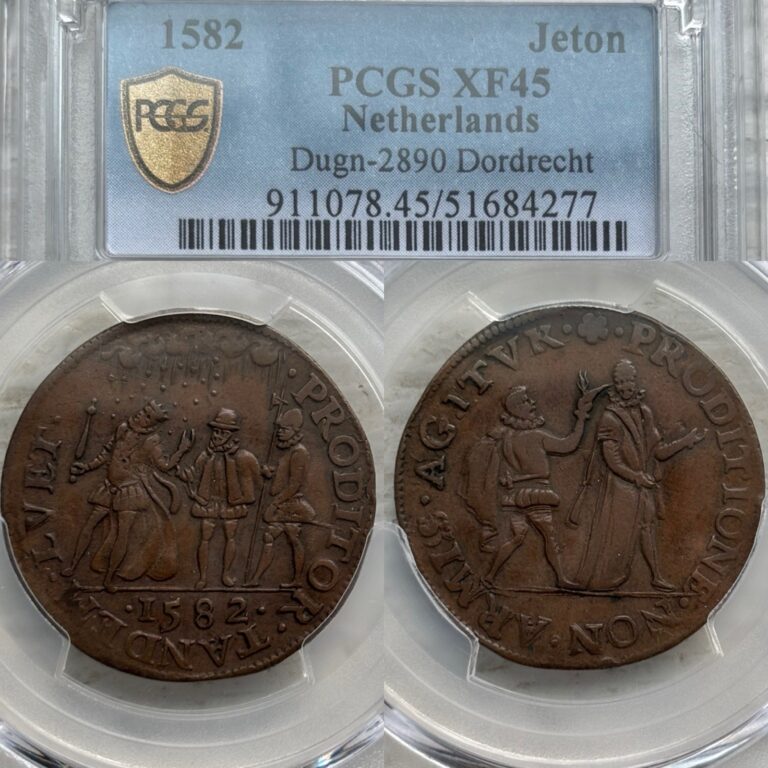 1582 Jeton
PCGS XF45
PCGS Netherlands
Dugn-2890 Dordrecht
911078.45/51684277
· PRODITOR · TANDEM · LVET ·
· 1582 ·
PRODITIONE · NON · ARMIS · AGITVR ·